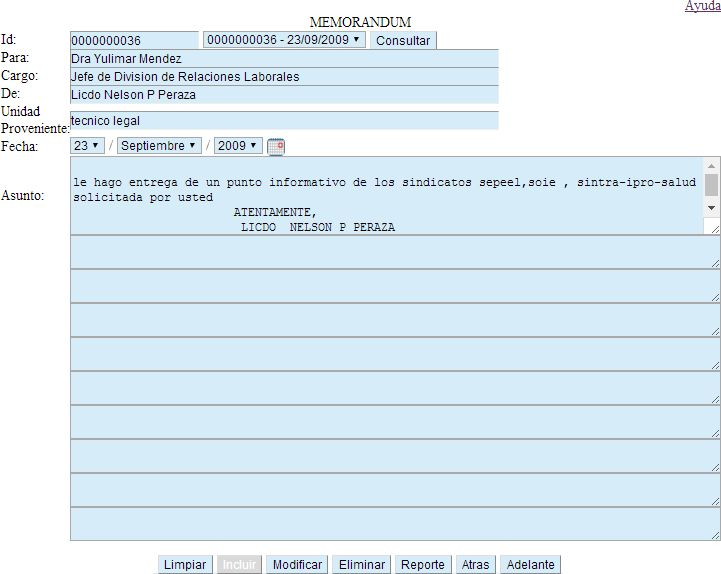 Ayuda
MEMORANDUM
Id: 0000000036 0000000036 - 23/09/2009 Consultar
Para: Dra Yulimar Mendez
Cargo: Jefe de Division de Relaciones Laborales
De: Licdo Nelson P Peraza
Unidad
Proveniente: tecnico legal
Fecha: 23 / Septiembre / 2009
Asunto:
le hago entrega de un punto informativo de los sindicatos sepeel,soie , sintra-ipro-salud
solicitada por usted
ATENTAMENTE,
LICDO NELSON P PERAZA
Limpiar Incluir Modificar Eliminar Reporte Atras Adelante